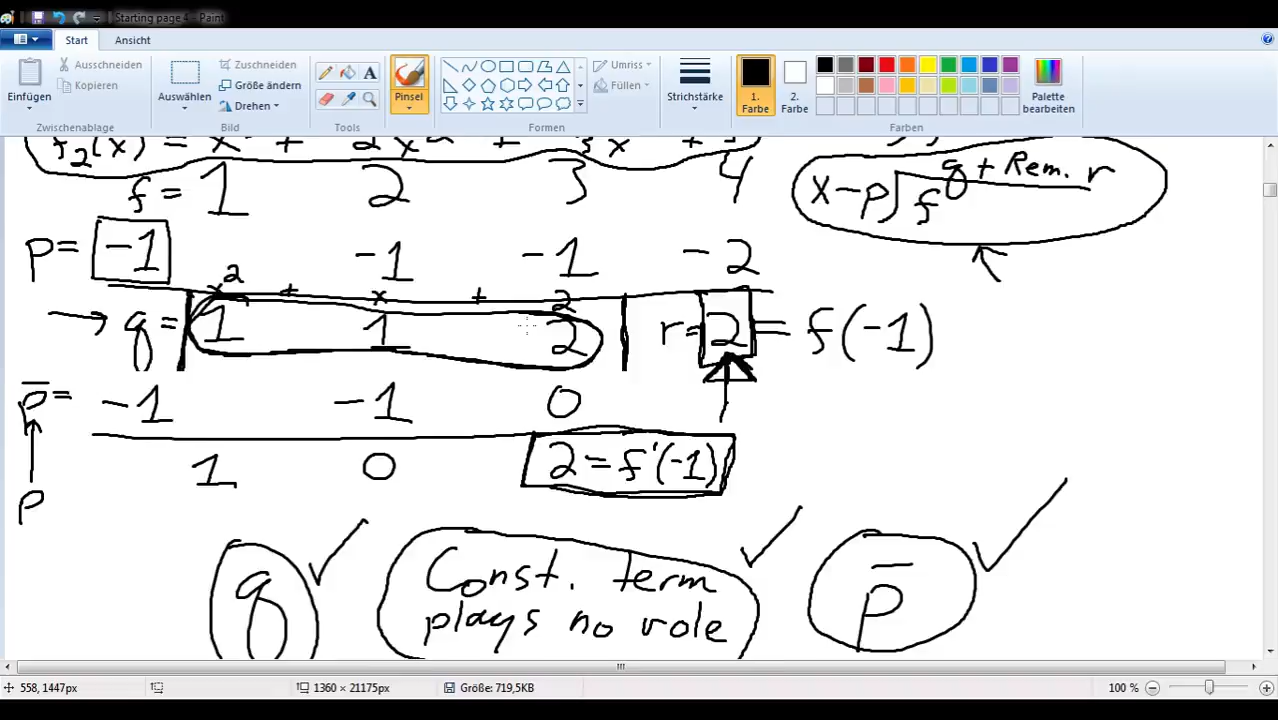 Starting page 4 - Paint
Start Ansicht
Einfügen
Ausschneiden
Kopieren
Zwischenablage
Auswählen
Zuschneiden
Größe ändern
Drehen
Bild
A
Tools
Pinsel
Umriss
Füllen
Formen
Strichstärke
1.
Farbe
2.
Farbe
Palette
bearbeiten
Farben
f₂(x) = x + 2x + 3x +
f = 1 2 3 4
x-p f q + Rem. r
p= -1 -1 -1 -2
x² + x + 2
q= 1 1 2 r= 2 = f(-1)
p̄= -1 -1 0
1 0 2 = f'(-1)
p
q
Const. term
plays no role
p̄
558, 1447px
1360 × 21175px
Größe: 719,5KB
100 %